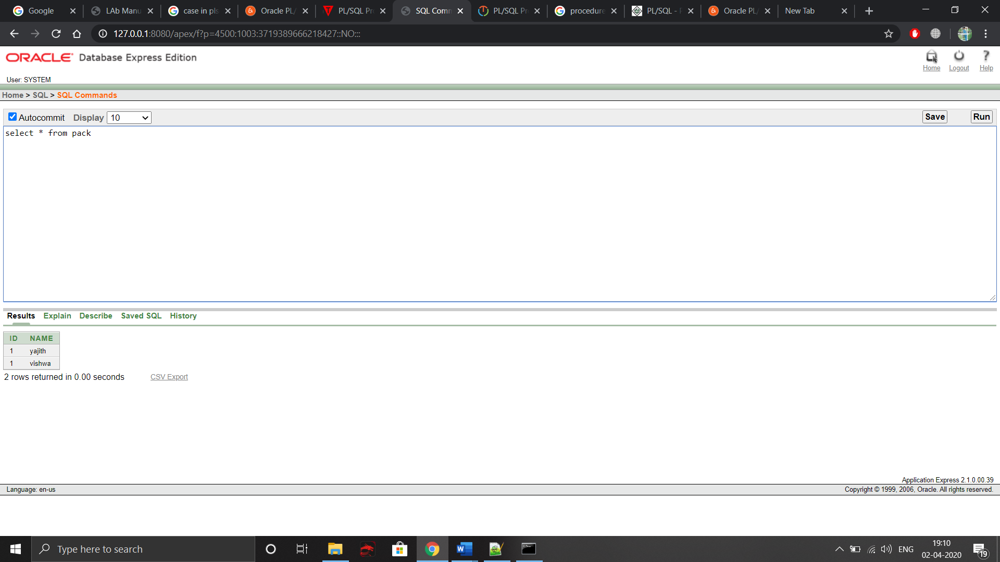 Google
LAb Manu
case in pls
Oracle PL/
PL/SQL Pr
SQL Comm
PL/SQL Pr
procedure
PL/SQL -
Oracle PL/
New Tab
127.0.0.1:8080/apex/f?p=4500:1003:3719389666218427::NO:::
ORACLE Database Express Edition
Home Logout Help
User: SYSTEM
Home > SQL > SQL Commands
Autocommit Display 10 Save Run
select * from pack
Results Explain Describe Saved SQL History
ID NAME
1 yajith
1 vishwa
2 rows returned in 0.00 seconds CSV Export
Application Express 2.1.0.00.39
Language: en-us Copyright © 1999, 2006, Oracle. All rights reserved.
Type here to search
ENG
19:10
02-04-2020
19